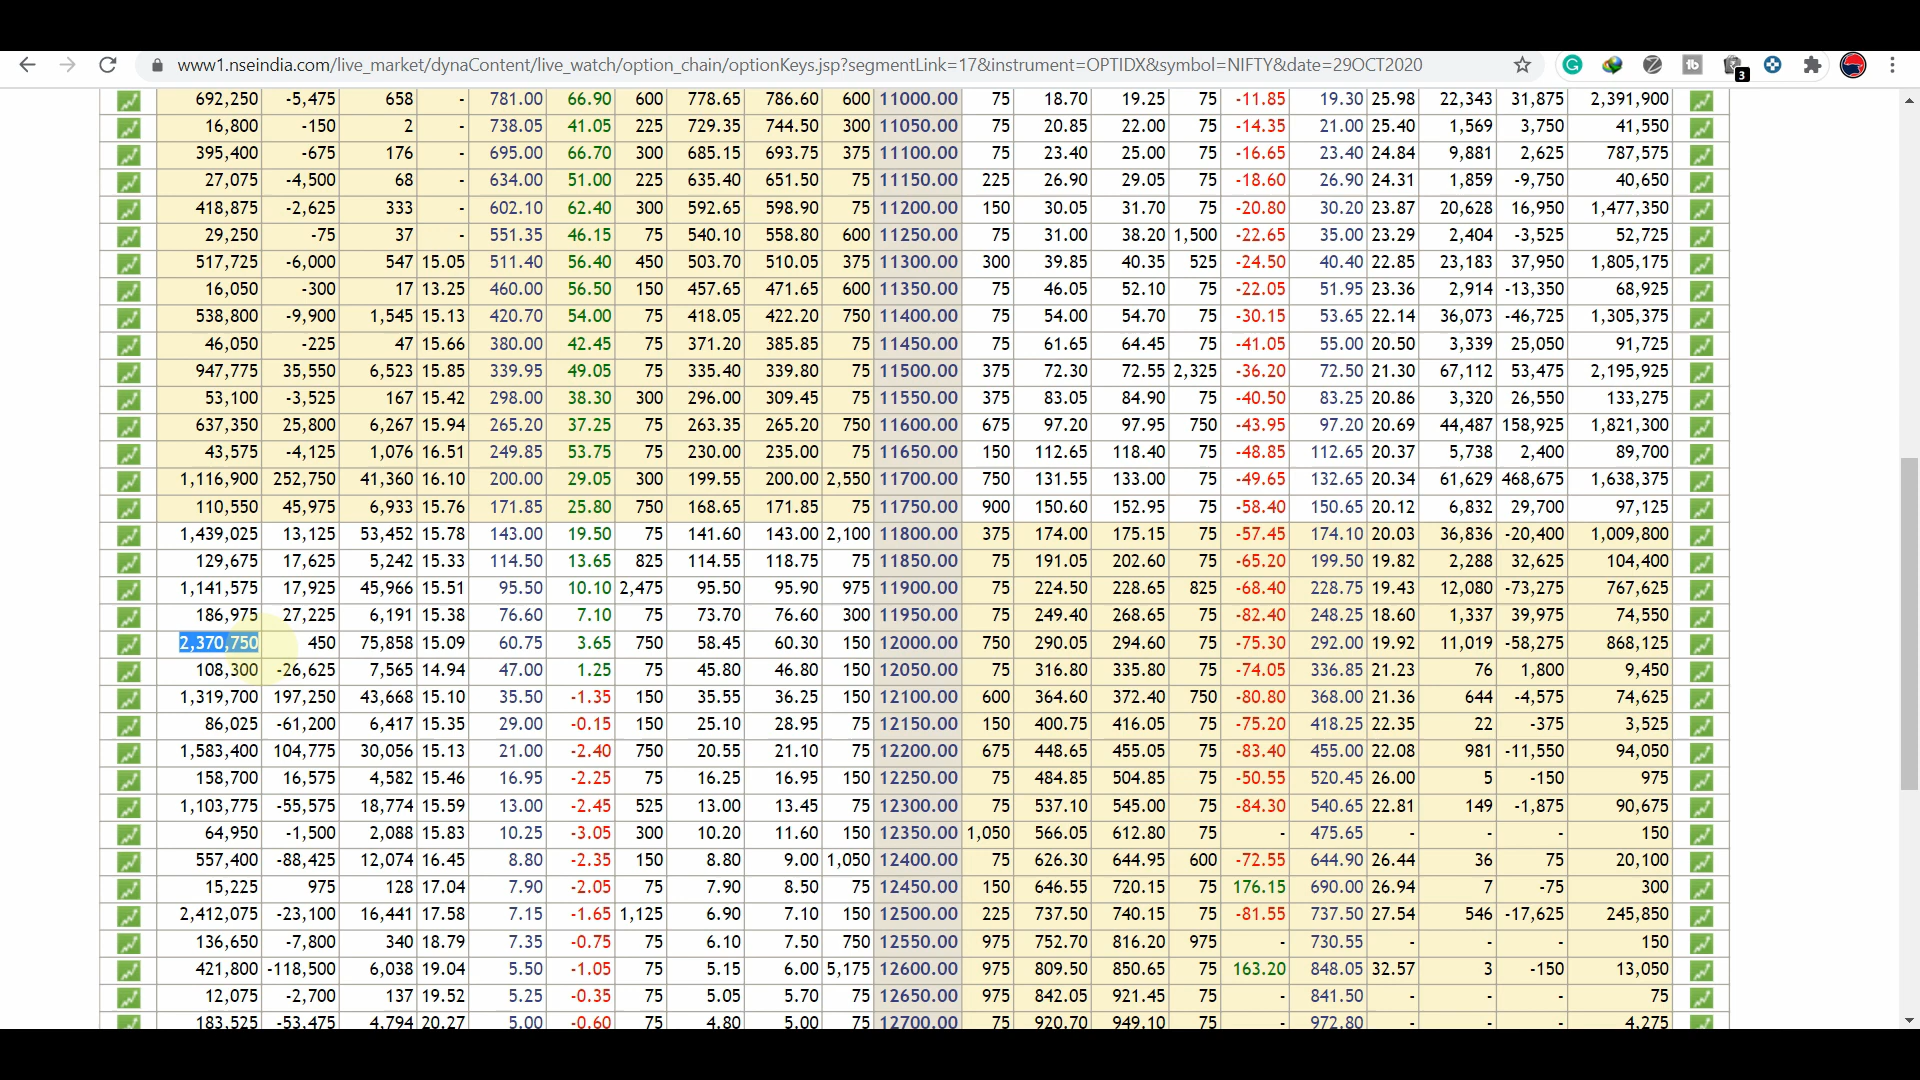 www1.nseindia.com/live_market/dynaContent/live_watch/option_chain/optionKeys.jsp?segmentLink=17&instrument=OPTIDX&symbol=NIFTY&date=29OCT2020
3
692,250 -5,475 658 - 781.00 66.90 600 778.65 786.60 600 11000.00 75 18.70 19.25 75 -11.85 19.30 25.98 22,343 31,875 2,391,900
16,800 -150 2 - 738.05 41.05 225 729.35 744.50 300 11050.00 75 20.85 22.00 75 -14.35 21.00 25.40 1,569 3,750 41,550
395,400 -675 176 - 695.00 66.70 300 685.15 693.75 375 11100.00 75 23.40 25.00 75 -16.65 23.40 24.84 9,881 2,625 787,575
27,075 -4,500 68 - 634.00 51.00 225 635.40 651.50 75 11150.00 225 26.90 29.05 75 -18.60 26.90 24.31 1,859 -9,750 40,650
418,875 -2,625 333 - 602.10 62.40 300 592.65 598.90 75 11200.00 150 30.05 31.70 75 -20.80 30.20 23.87 20,628 16,950 1,477,350
29,250 -75 37 - 551.35 46.15 75 540.10 558.80 600 11250.00 75 31.00 38.20 1,500 -22.65 35.00 23.29 2,404 -3,525 52,725
517,725 -6,000 547 15.05 511.40 56.40 450 503.70 510.05 375 11300.00 300 39.85 40.35 525 -24.50 40.40 22.85 23,183 37,950 1,805,175
16,050 -300 17 13.25 460.00 56.50 150 457.65 471.65 600 11350.00 75 46.05 52.10 75 -22.05 51.95 23.36 2,914 -13,350 68,925
538,800 -9,900 1,545 15.13 420.70 54.00 75 418.05 422.20 750 11400.00 75 54.00 54.70 75 -30.15 53.65 22.14 36,073 -46,725 1,305,375
46,050 -225 47 15.66 380.00 42.45 75 371.20 385.85 75 11450.00 75 61.65 64.45 75 -41.05 55.00 20.50 3,339 25,050 91,725
947,775 35,550 6,523 15.85 339.95 49.05 75 335.40 339.80 75 11500.00 375 72.30 72.55 2,325 -36.20 72.50 21.30 67,112 53,475 2,195,925
53,100 -3,525 167 15.42 298.00 38.30 300 296.00 309.45 75 11550.00 375 83.05 84.90 75 -40.50 83.25 20.86 3,320 26,550 133,275
637,350 25,800 6,267 15.94 265.20 37.25 75 263.35 265.20 750 11600.00 675 97.20 97.95 750 -43.95 97.20 20.69 44,487 158,925 1,821,300
43,575 -4,125 1,076 16.51 249.85 53.75 75 230.00 235.00 75 11650.00 150 112.65 118.40 75 -48.85 112.65 20.37 5,738 2,400 89,700
1,116,900 252,750 41,360 16.10 200.00 29.05 300 199.55 200.00 2,550 11700.00 750 131.55 133.00 75 -49.65 132.65 20.34 61,629 468,675 1,638,375
110,550 45,975 6,933 15.76 171.85 25.80 750 168.65 171.85 75 11750.00 900 150.60 152.95 75 -58.40 150.65 20.12 6,832 29,700 97,125
1,439,025 13,125 53,452 15.78 143.00 19.50 75 141.60 143.00 2,100 11800.00 375 174.00 175.15 75 -57.45 174.10 20.03 36,836 -20,400 1,009,800
129,675 17,625 5,242 15.33 114.50 13.65 825 114.55 118.75 75 11850.00 75 191.05 202.60 75 -65.20 199.50 19.82 2,288 32,625 104,400
1,141,575 17,925 45,966 15.51 95.50 10.10 2,475 95.50 95.90 975 11900.00 75 224.50 228.65 825 -68.40 228.75 19.43 12,080 -73,275 767,625
186,975 27,225 6,191 15.38 76.60 7.10 75 73.70 76.60 300 11950.00 75 249.40 268.65 75 -82.40 248.25 18.60 1,337 39,975 74,550
2,370,750 450 75,858 15.09 60.75 3.65 750 58.45 60.30 150 12000.00 750 290.05 294.60 75 -75.30 292.00 19.92 11,019 -58,275 868,125
108,300 -26,625 7,565 14.94 47.00 1.25 75 45.80 46.80 150 12050.00 75 316.80 335.80 75 -74.05 336.85 21.23 76 1,800 9,450
1,319,700 197,250 43,668 15.10 35.50 -1.35 150 35.55 36.25 150 12100.00 600 364.60 372.40 750 -80.80 368.00 21.36 644 -4,575 74,625
86,025 -61,200 6,417 15.35 29.00 -0.15 150 25.10 28.95 75 12150.00 150 400.75 416.05 75 -75.20 418.25 22.35 22 -375 3,525
1,583,400 104,775 30,056 15.13 21.00 -2.40 750 20.55 21.10 75 12200.00 675 448.65 455.05 75 -83.40 455.00 22.08 981 -11,550 94,050
158,700 16,575 4,582 15.46 16.95 -2.25 75 16.25 16.95 150 12250.00 75 484.85 504.85 75 -50.55 520.45 26.00 5 -150 975
1,103,775 -55,575 18,774 15.59 13.00 -2.45 525 13.00 13.45 75 12300.00 75 537.10 545.00 75 -84.30 540.65 22.81 149 -1,875 90,675
64,950 -1,500 2,088 15.83 10.25 -3.05 300 10.20 11.60 150 12350.00 1,050 566.05 612.80 75 - 475.65 - - - 150
557,400 -88,425 12,074 16.45 8.80 -2.35 150 8.80 9.00 1,050 12400.00 75 626.30 644.95 600 -72.55 644.90 26.44 36 75 20,100
15,225 975 128 17.04 7.90 -2.05 75 7.90 8.50 75 12450.00 150 646.55 720.15 75 176.15 690.00 26.94 7 -75 300
2,412,075 -23,100 16,441 17.58 7.15 -1.65 1,125 6.90 7.10 150 12500.00 225 737.50 740.15 75 -81.55 737.50 27.54 546 -17,625 245,850
136,650 -7,800 340 18.79 7.35 -0.75 75 6.10 7.50 750 12550.00 975 752.70 816.20 975 - 730.55 - - - 150
421,800 -118,500 6,038 19.04 5.50 -1.05 75 5.15 6.00 5,175 12600.00 975 809.50 850.65 75 163.20 848.05 32.57 3 -150 13,050
12,075 -2,700 137 19.52 5.25 -0.35 75 5.05 5.70 75 12650.00 975 842.05 921.45 75 - 841.50 - - - 75
183,525 -53,475 4,794 20.27 5.00 -0.60 75 4.80 5.00 75 12700.00 75 920.70 949.10 75 - 972.80 - - - 4,275